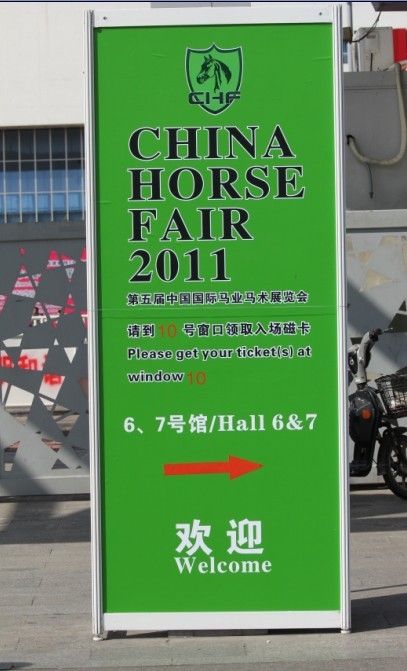 CHF
CHINA
HORSE
FAIR
2011
第五届中国国际马业马术展览会
请到10号窗口领取入场磁卡
Please get your ticket(s) at
window 10
6、7号馆/Hall 6&7
欢迎
Welcome